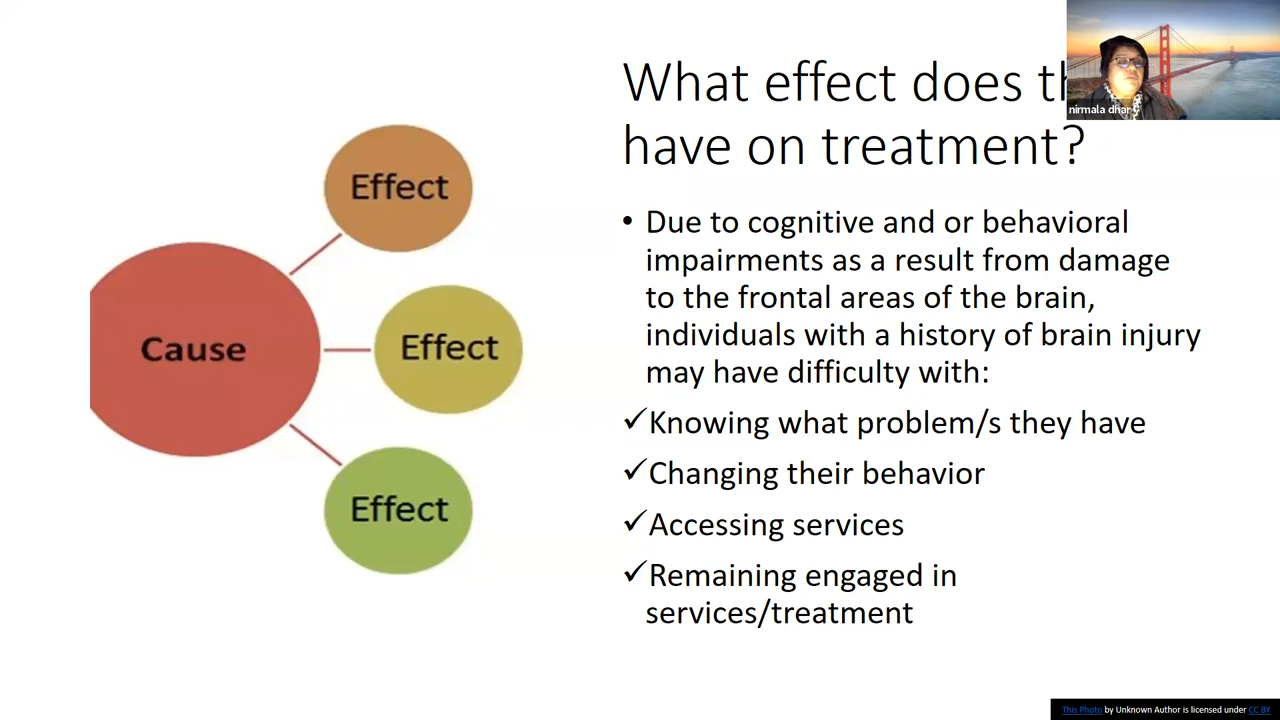 What effect does
have on treatment?
nirmala dhar
Effect
Cause
Effect
Effect
• Due to cognitive and or behavioral
impairments as a result from damage
to the frontal areas of the brain,
individuals with a history of brain injury
may have difficulty with:
✓Knowing what problem/s they have
✓Changing their behavior
✓Accessing services
✓Remaining engaged in
services/treatment
This Photo by Unknown Author is licensed under CC BY